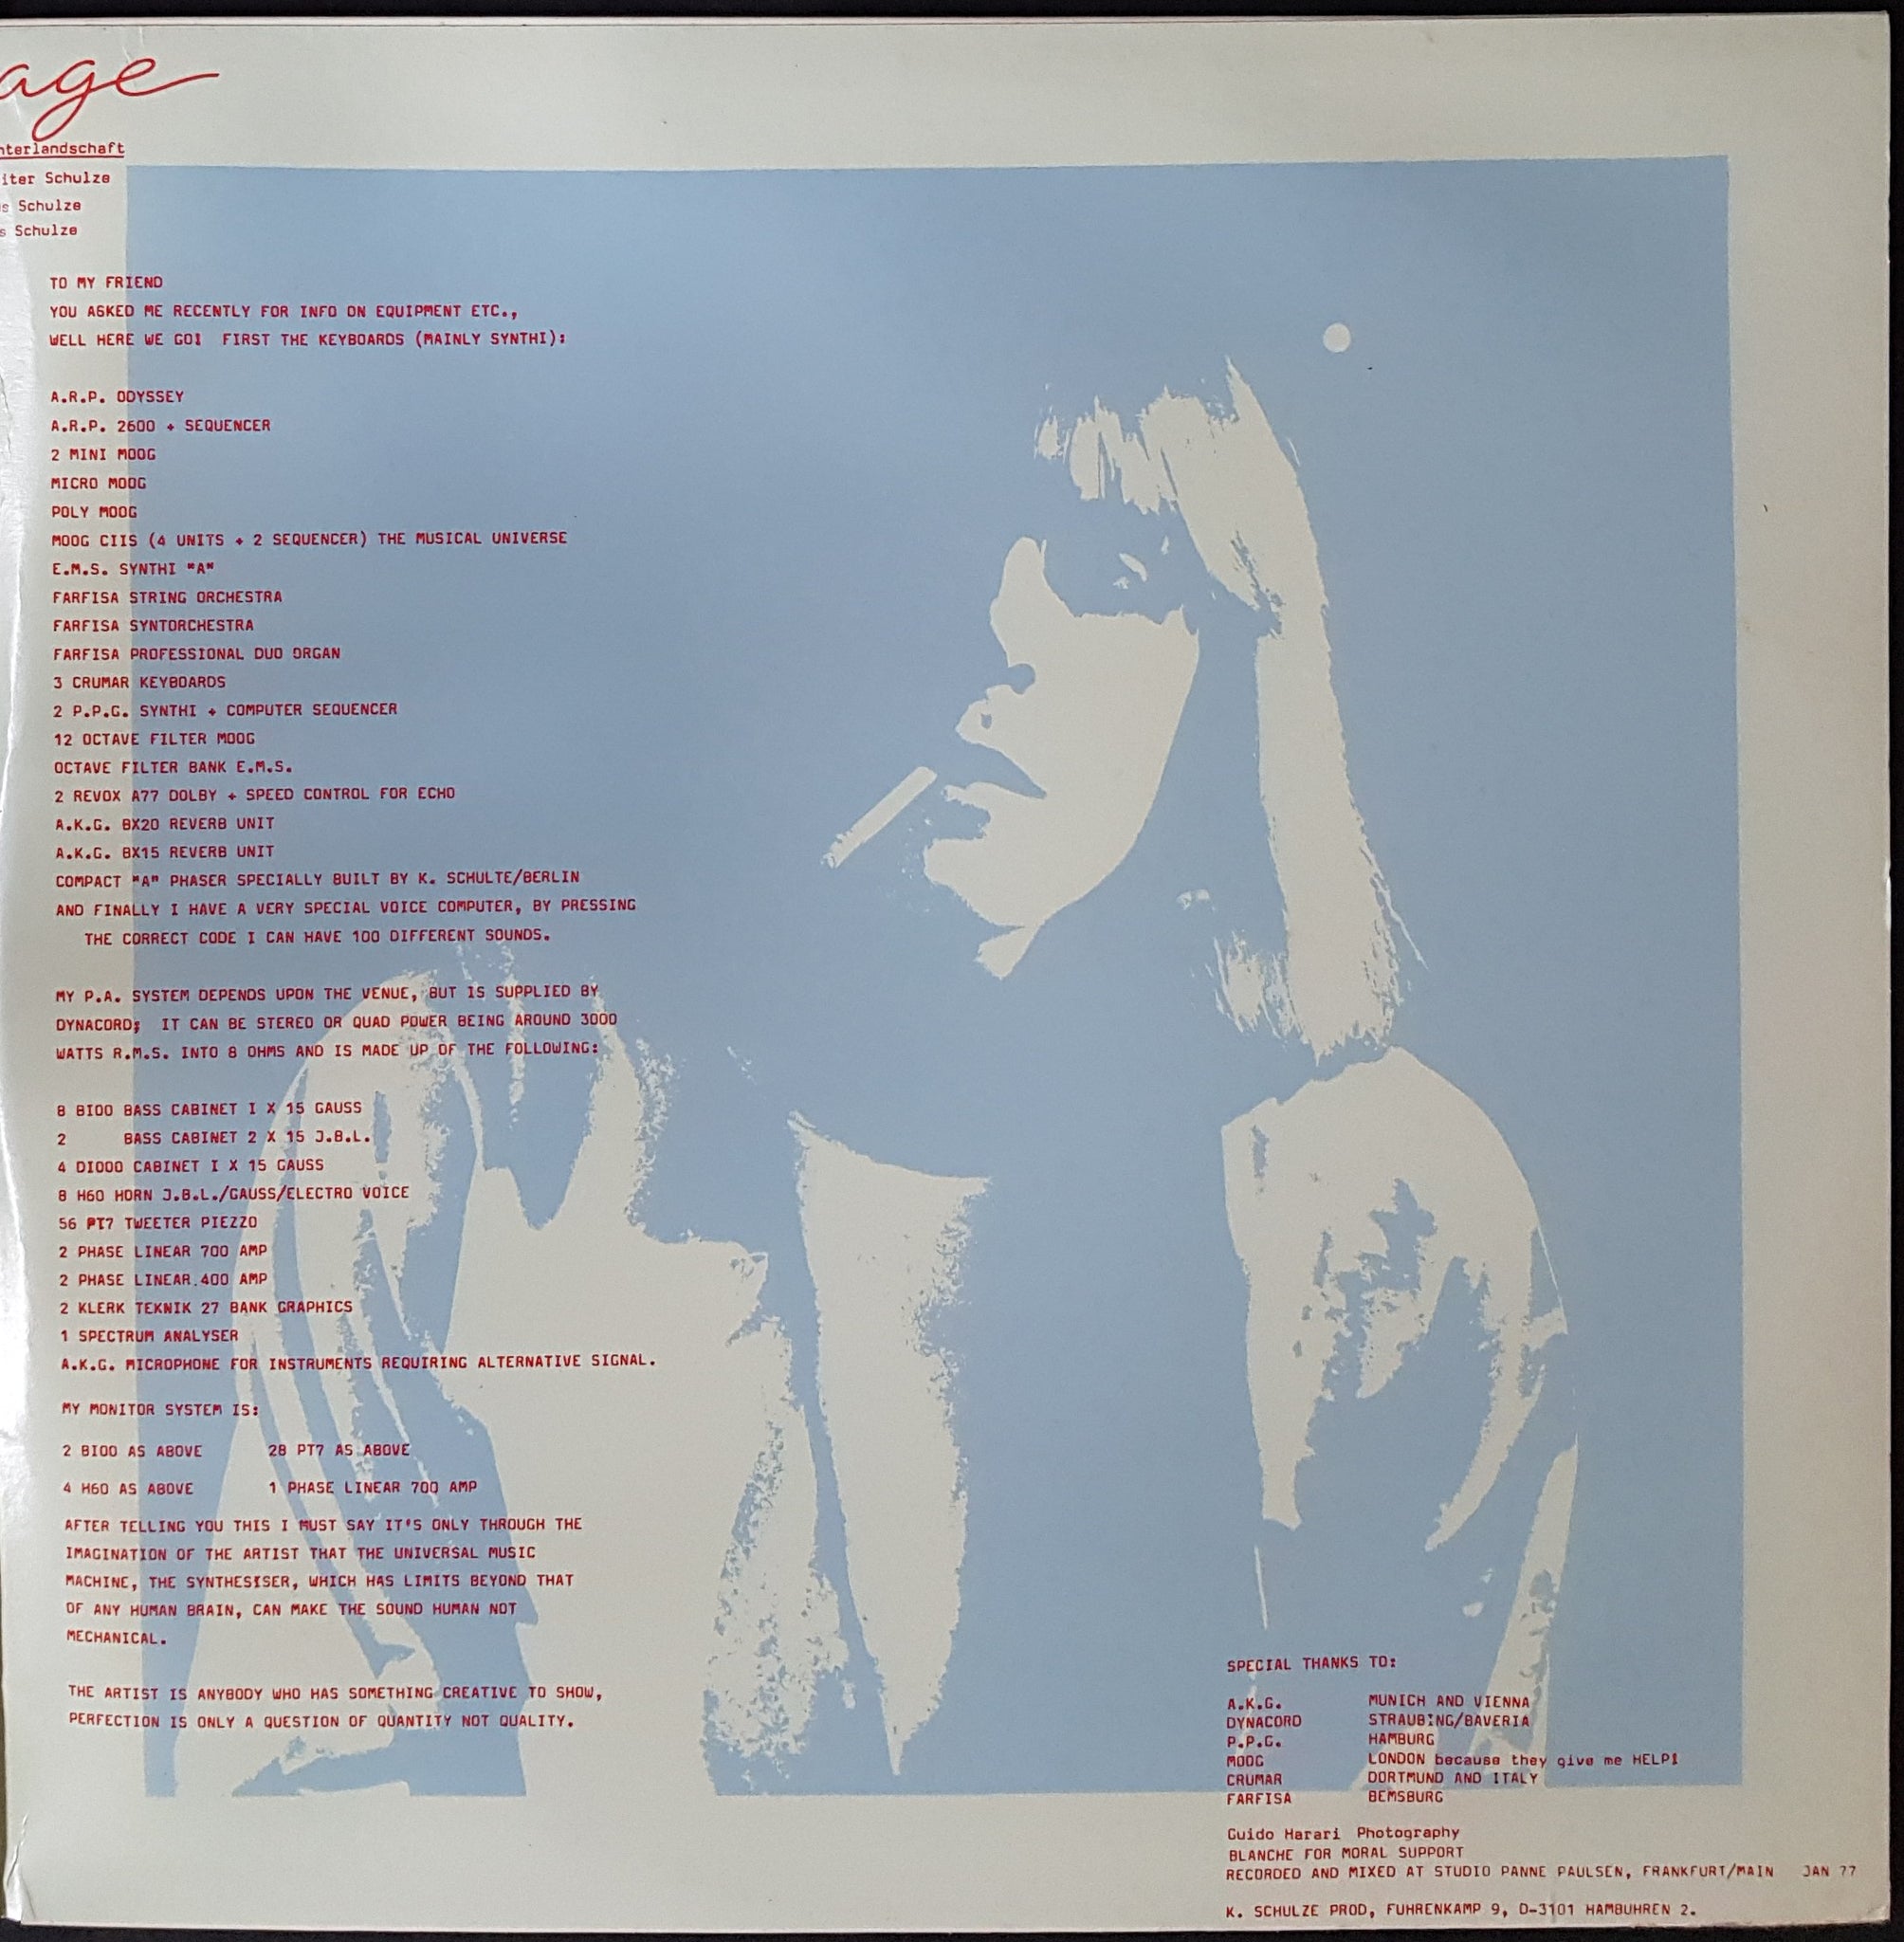 age
nterlandschaft
iter Schulze
s Schulze
s Schulze
TO MY FRIEND
YOU ASKED ME RECENTLY FOR INFO ON EQUIPMENT ETC.,
WELL HERE WE GO! FIRST THE KEYBOARDS (MAINLY SYNTHI):
A.R.P. ODYSSEY
A.R.P. 2600 + SEQUENCER
2 MINI MOOG
MICRO MOOG
POLY MOOG
MOOG CIIS (4 UNITS + 2 SEQUENCER) THE MUSICAL UNIVERSE
E.M.S. SYNTHI "A"
FARFISA STRING ORCHESTRA
FARFISA SYNTORCHESTRA
FARFISA PROFESSIONAL DUO ORGAN
3 CRUMAR KEYBOARDS
2 P.P.G. SYNTHI + COMPUTER SEQUENCER
12 OCTAVE FILTER MOOG
OCTAVE FILTER BANK E.M.S.
2 REVOX A77 DOLBY + SPEED CONTROL FOR ECHO
A.K.G. BX20 REVERB UNIT
A.K.G. BX15 REVERB UNIT
COMPACT "A" PHASER SPECIALLY BUILT BY K. SCHULTE/BERLIN
AND FINALLY I HAVE A VERY SPECIAL VOICE COMPUTER, BY PRESSING
THE CORRECT CODE I CAN HAVE 100 DIFFERENT SOUNDS.
MY P.A. SYSTEM DEPENDS UPON THE VENUE, BUT IS SUPPLIED BY
DYNACORD; IT CAN BE STEREO OR QUAD POWER BEING AROUND 3000
WATTS R.M.S. INTO 8 OHMS AND IS MADE UP OF THE FOLLOWING:
8 BIOO BASS CABINET I X 15 GAUSS
2 BASS CABINET 2 X 15 J.B.L.
4 DIOOO CABINET I X 15 GAUSS
8 H60 HORN J.B.L./GAUSS/ELECTRO VOICE
56 PT7 TWEETER PIEZZO
2 PHASE LINEAR 700 AMP
2 PHASE LINEAR.400 AMP
2 KLERK TEKNIK 27 BANK GRAPHICS
1 SPECTRUM ANALYSER
A.K.G. MICROPHONE FOR INSTRUMENTS REQUIRING ALTERNATIVE SIGNAL.
MY MONITOR SYSTEM IS:
2 BIOO AS ABOVE 28 PT7 AS ABOVE
4 H60 AS ABOVE 1 PHASE LINEAR 700 AMP
AFTER TELLING YOU THIS I MUST SAY IT'S ONLY THROUGH THE
IMAGINATION OF THE ARTIST THAT THE UNIVERSAL MUSIC
MACHINE, THE SYNTHESISER, WHICH HAS LIMITS BEYOND THAT
OF ANY HUMAN BRAIN, CAN MAKE THE SOUND HUMAN NOT
MECHANICAL.
THE ARTIST IS ANYBODY WHO HAS SOMETHING CREATIVE TO SHOW,
PERFECTION IS ONLY A QUESTION OF QUANTITY NOT QUALITY.
SPECIAL THANKS TO:
A.K.G. MUNICH AND VIENNA
DYNACORD STRAUBING/BAVERIA
P.P.G. HAMBURG
MOOG LONDON because they give me HELP!
CRUMAR DORTMUND AND ITALY
FARFISA BEMSBURG
Guido Harari Photography
BLANCHE FOR MORAL SUPPORT
RECORDED AND MIXED AT STUDIO PANNE PAULSEN, FRANKFURT/MAIN JAN 77
K. SCHULZE PROD, FUHRENKAMP 9, D-3101 HAMBUHREN 2.